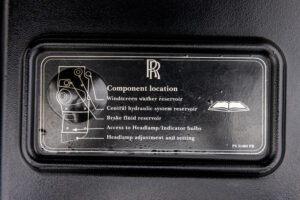 RR
Component location
Windscreen washer reservoir
Central hydraulic system reservoir
Brake fluid reservoir
Access to Headlamp/Indicator bulbs
Headlamp adjustment and setting